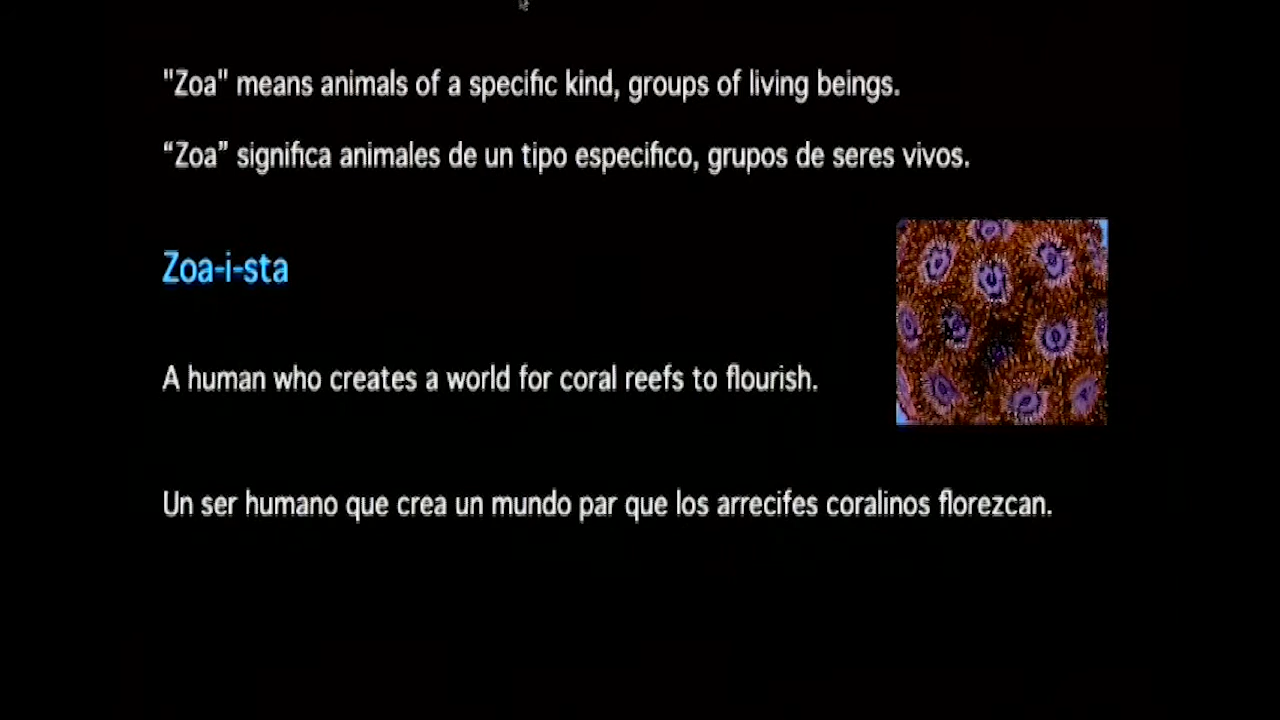 "Zoa" means animals of a specific kind, groups of living beings.
“Zoa” significa animales de un tipo especifico, grupos de seres vivos.
Zoa-i-sta
A human who creates a world for coral reefs to flourish.
Un ser humano que crea un mundo par que los arrecifes coralinos florezcan.